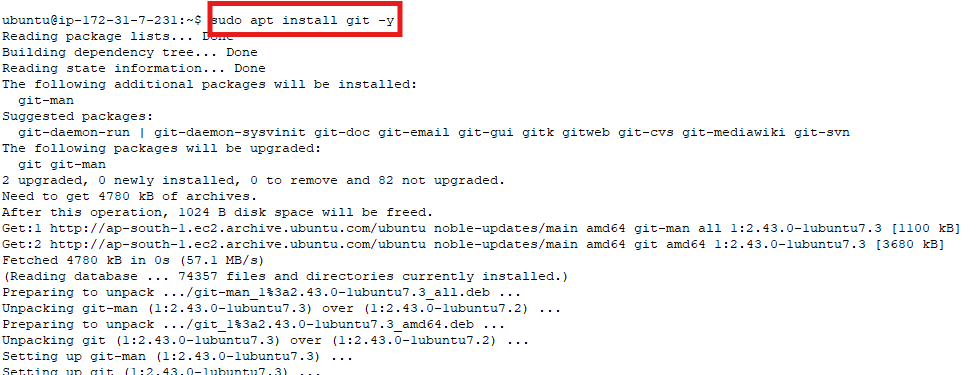 ubuntu@ip-172-31-7-231:~$ sudo apt install git -y
Reading package lists... Done
Building dependency tree... Done
Reading state information... Done
The following additional packages will be installed:
  git-man
Suggested packages:
  git-daemon-run | git-daemon-sysvinit git-doc git-email git-gui gitk gitweb git-cvs git-mediawiki git-svn
The following packages will be upgraded:
  git git-man
2 upgraded, 0 newly installed, 0 to remove and 82 not upgraded.
Need to get 4780 kB of archives.
After this operation, 1024 B disk space will be freed.
Get:1 http://ap-south-1.ec2.archive.ubuntu.com/ubuntu noble-updates/main amd64 git-man all 1:2.43.0-1ubuntu7.3 [1100 kB]
Get:2 http://ap-south-1.ec2.archive.ubuntu.com/ubuntu noble-updates/main amd64 git amd64 1:2.43.0-1ubuntu7.3 [3680 kB]
Fetched 4780 kB in 0s (57.1 MB/s)
(Reading database ... 74357 files and directories currently installed.)
Preparing to unpack .../git-man_1%3a2.43.0-1ubuntu7.3_all.deb ...
Unpacking git-man (1:2.43.0-1ubuntu7.3) over (1:2.43.0-1ubuntu7.2) ...
Preparing to unpack .../git_1%3a2.43.0-1ubuntu7.3_amd64.deb ...
Unpacking git (1:2.43.0-1ubuntu7.3) over (1:2.43.0-1ubuntu7.2) ...
Setting up git-man (1:2.43.0-1ubuntu7.3) ...
Setting up git (1:2.43.0-1ubuntu7.3) ...